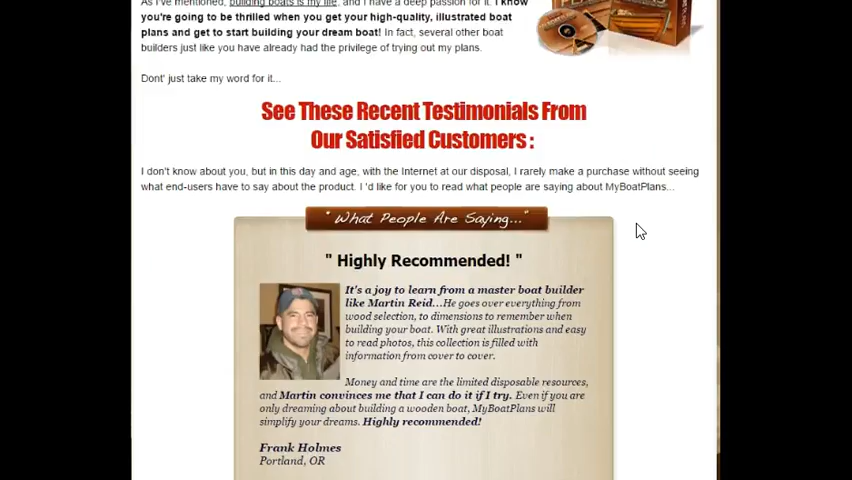 As I've mentioned, building boats is my life, and I have a deep passion for it. I know
you're going to be thrilled when you get your high-quality, illustrated boat
plans and get to start building your dream boat! In fact, several other boat
builders just like you have already had the privilege of trying out my plans.
Dont' just take my word for it...
See These Recent Testimonials From
Our Satisfied Customers :
I don't know about you, but in this day and age, with the Internet at our disposal, I rarely make a purchase without seeing
what end-users have to say about the product. I 'd like for you to read what people are saying about MyBoatPlans...
"What People Are Saying..."
" Highly Recommended! "
It's a joy to learn from a master boat builder
like Martin Reid...He goes over everything from
wood selection, to dimensions to remember when
building your boat. With great illustrations and easy
to read photos, this collection is filled with
information from cover to cover.
Money and time are the limited disposable resources,
and Martin convinces me that I can do it if I try. Even if you are
only dreaming about building a wooden boat, MyBoatPlans will
simplify your dreams. Highly recommended!
Frank Holmes
Portland, OR